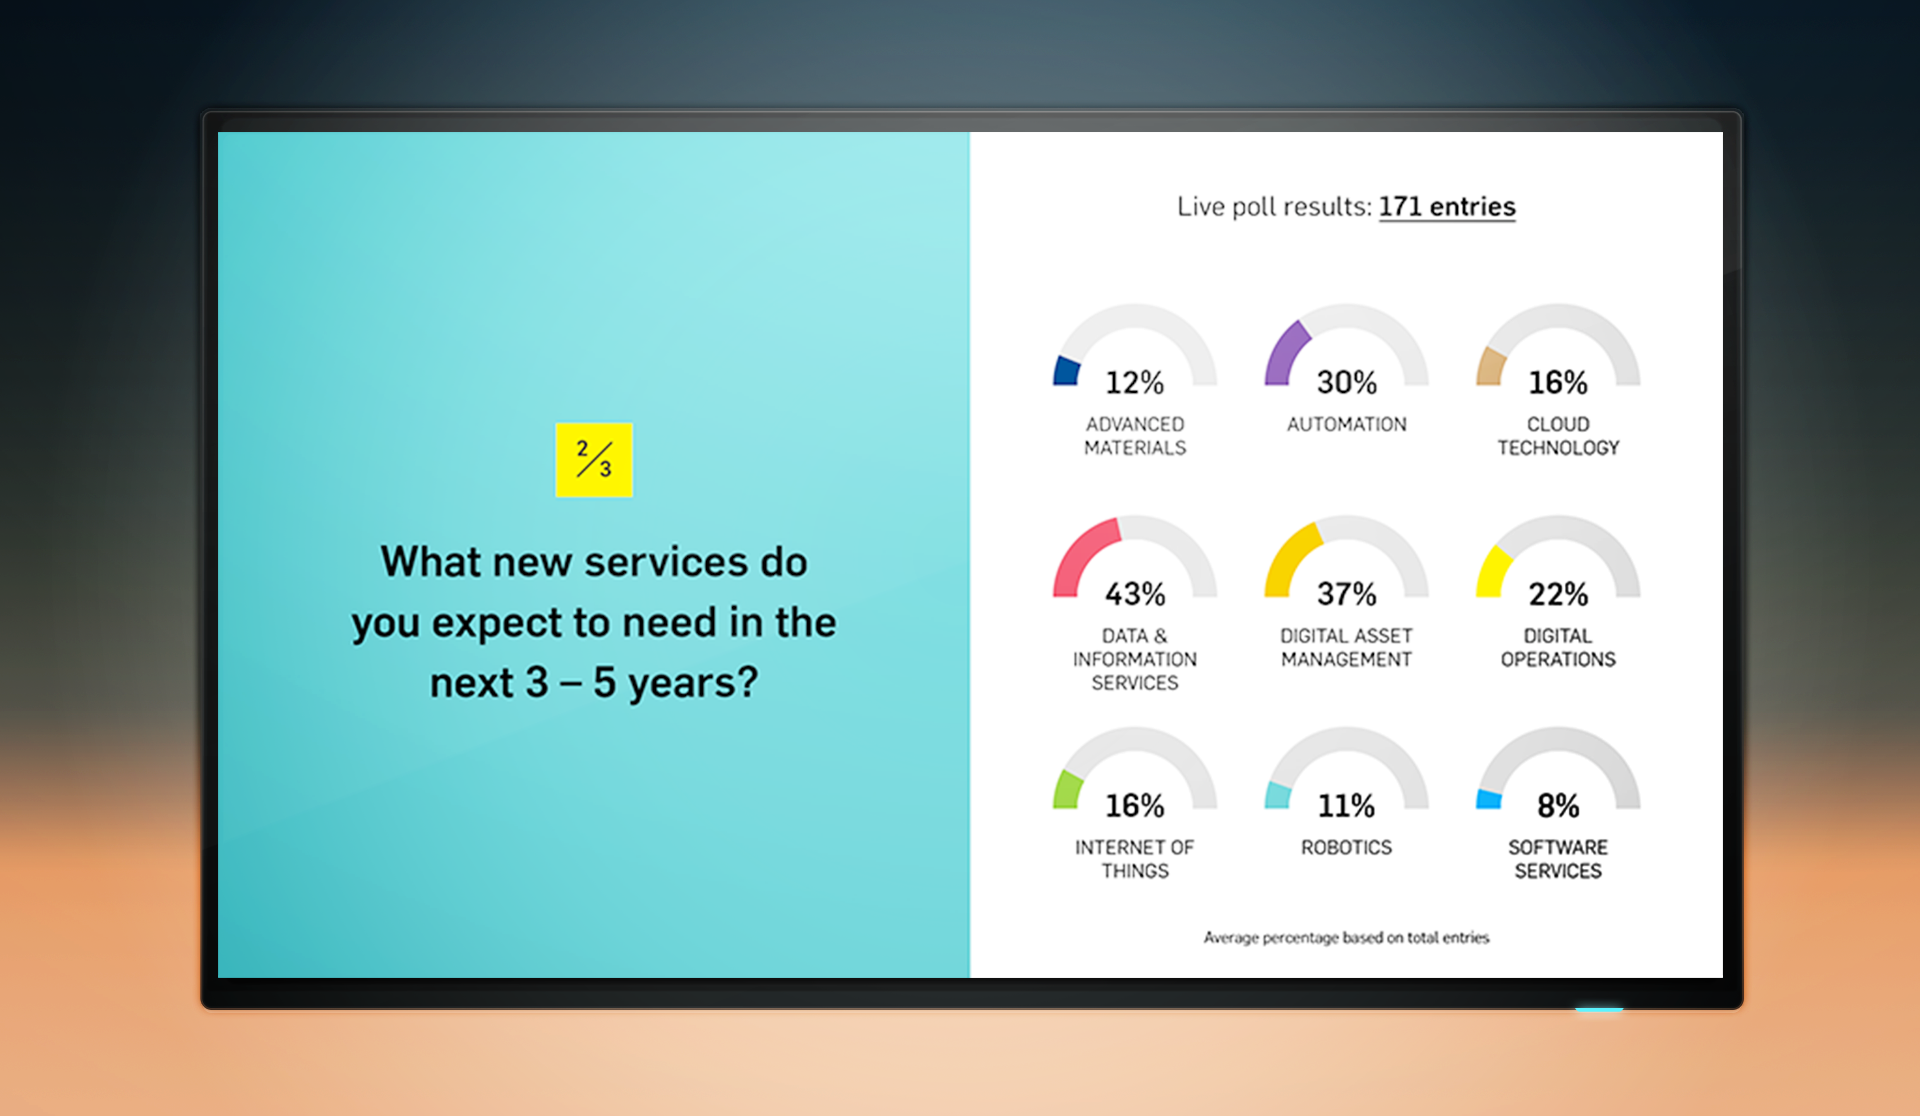 2/3
What new services do
you expect to need in the
next 3 – 5 years?
Live poll results: 171 entries
12%
ADVANCED
MATERIALS
30%
AUTOMATION
16%
CLOUD
TECHNOLOGY
43%
DATA &
INFORMATION
SERVICES
37%
DIGITAL ASSET
MANAGEMENT
22%
DIGITAL
OPERATIONS
16%
INTERNET OF
THINGS
11%
ROBOTICS
8%
SOFTWARE
SERVICES
Average percentage based on total entries